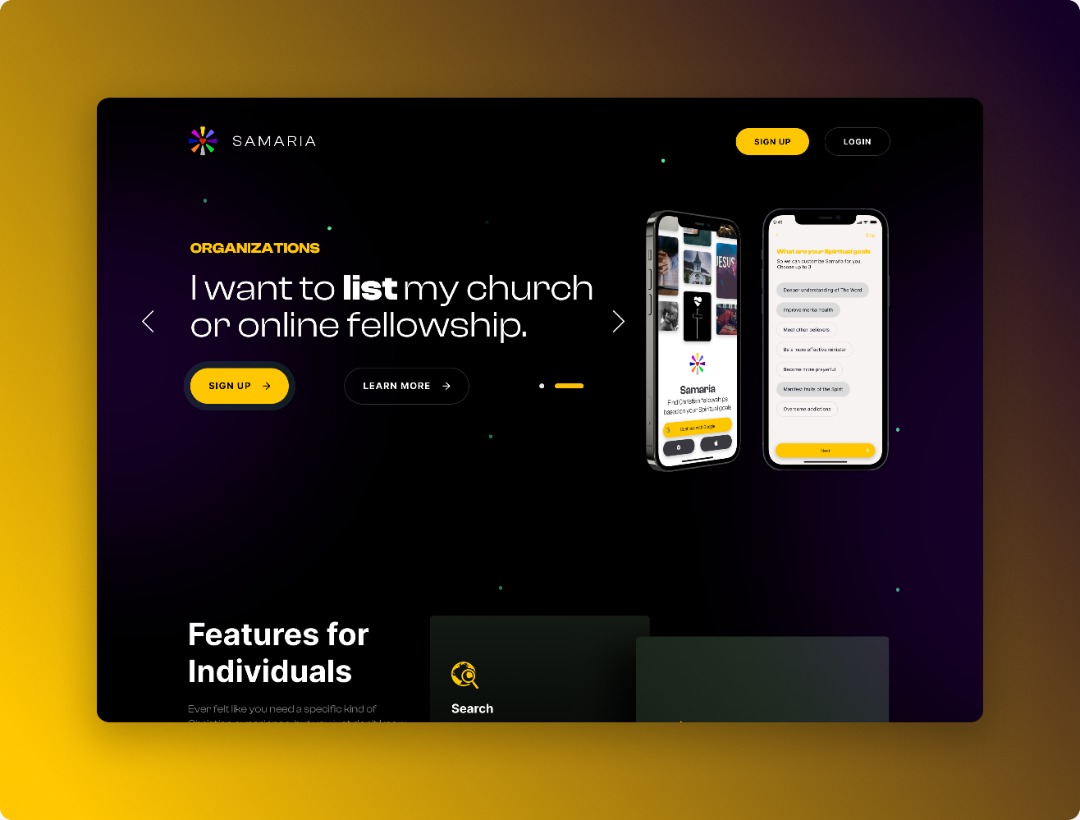 SAMARIA
SIGN UP
LOGIN
ORGANIZATIONS
I want to list my church
or online fellowship.
SIGN UP
LEARN MORE
JESUS
Samaria
Find Christian fellowships
based on your Spiritual goals
Continue with Google
9:41
Skip
What are your Spiritual goals
So we can customize Samaria for you.
Choose up to 3
Deeper understanding of The Word
Improve mental health
Meet other believers
Be a more effective minister
Become more prayerful
Manifest fruits of the Spirit
Overcome addictions
Next
Features for
Individuals
Ever felt like you need a specific kind of
Search